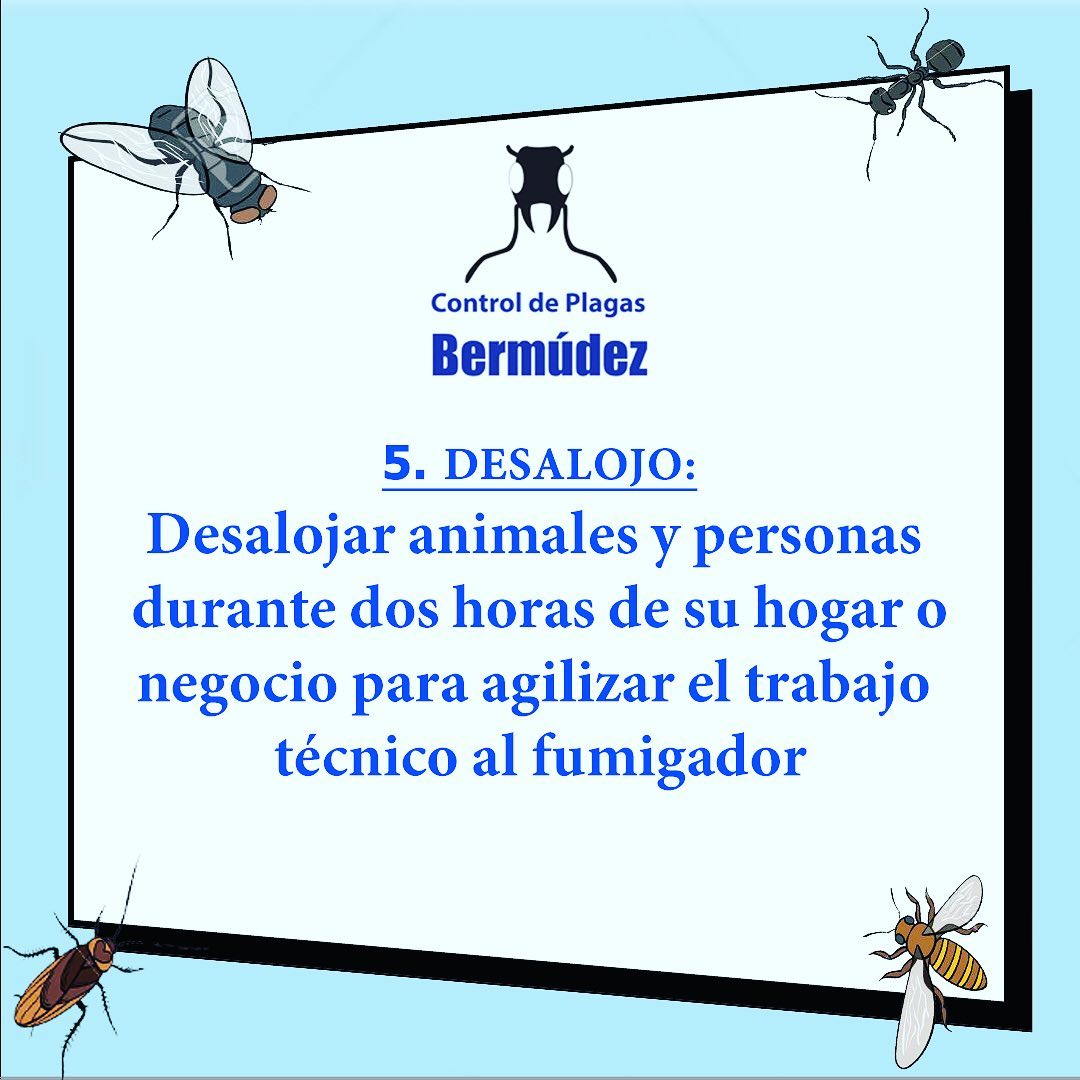 Control de Plagas
Bermúdez
5. DESALOJO:
Desalojar animales y personas
durante dos horas de su hogar o
negocio para agilizar el trabajo
técnico al fumigador